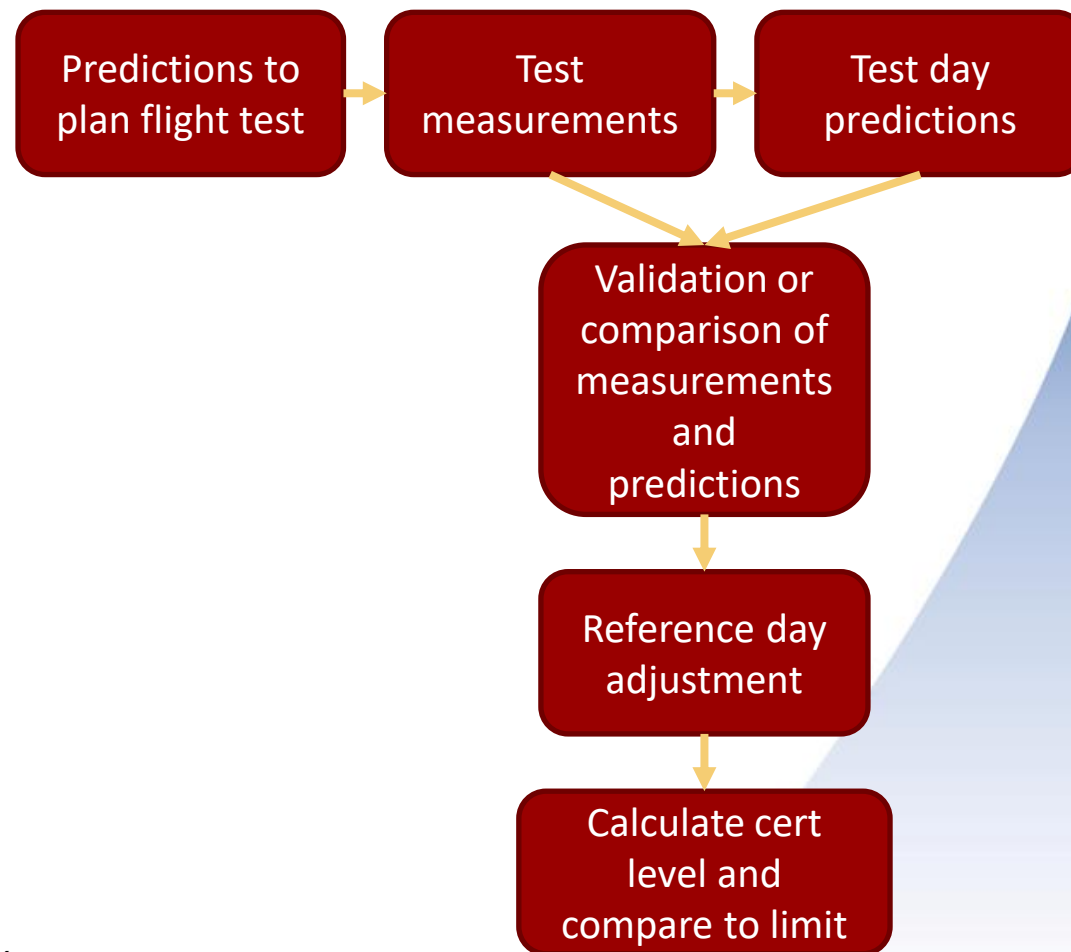 Predictions to
plan flight test
Test
measurements
Test day
predictions
Validation or
comparison of
measurements
and
predictions
Reference day
adjustment
Calculate cert
level and
compare to limit